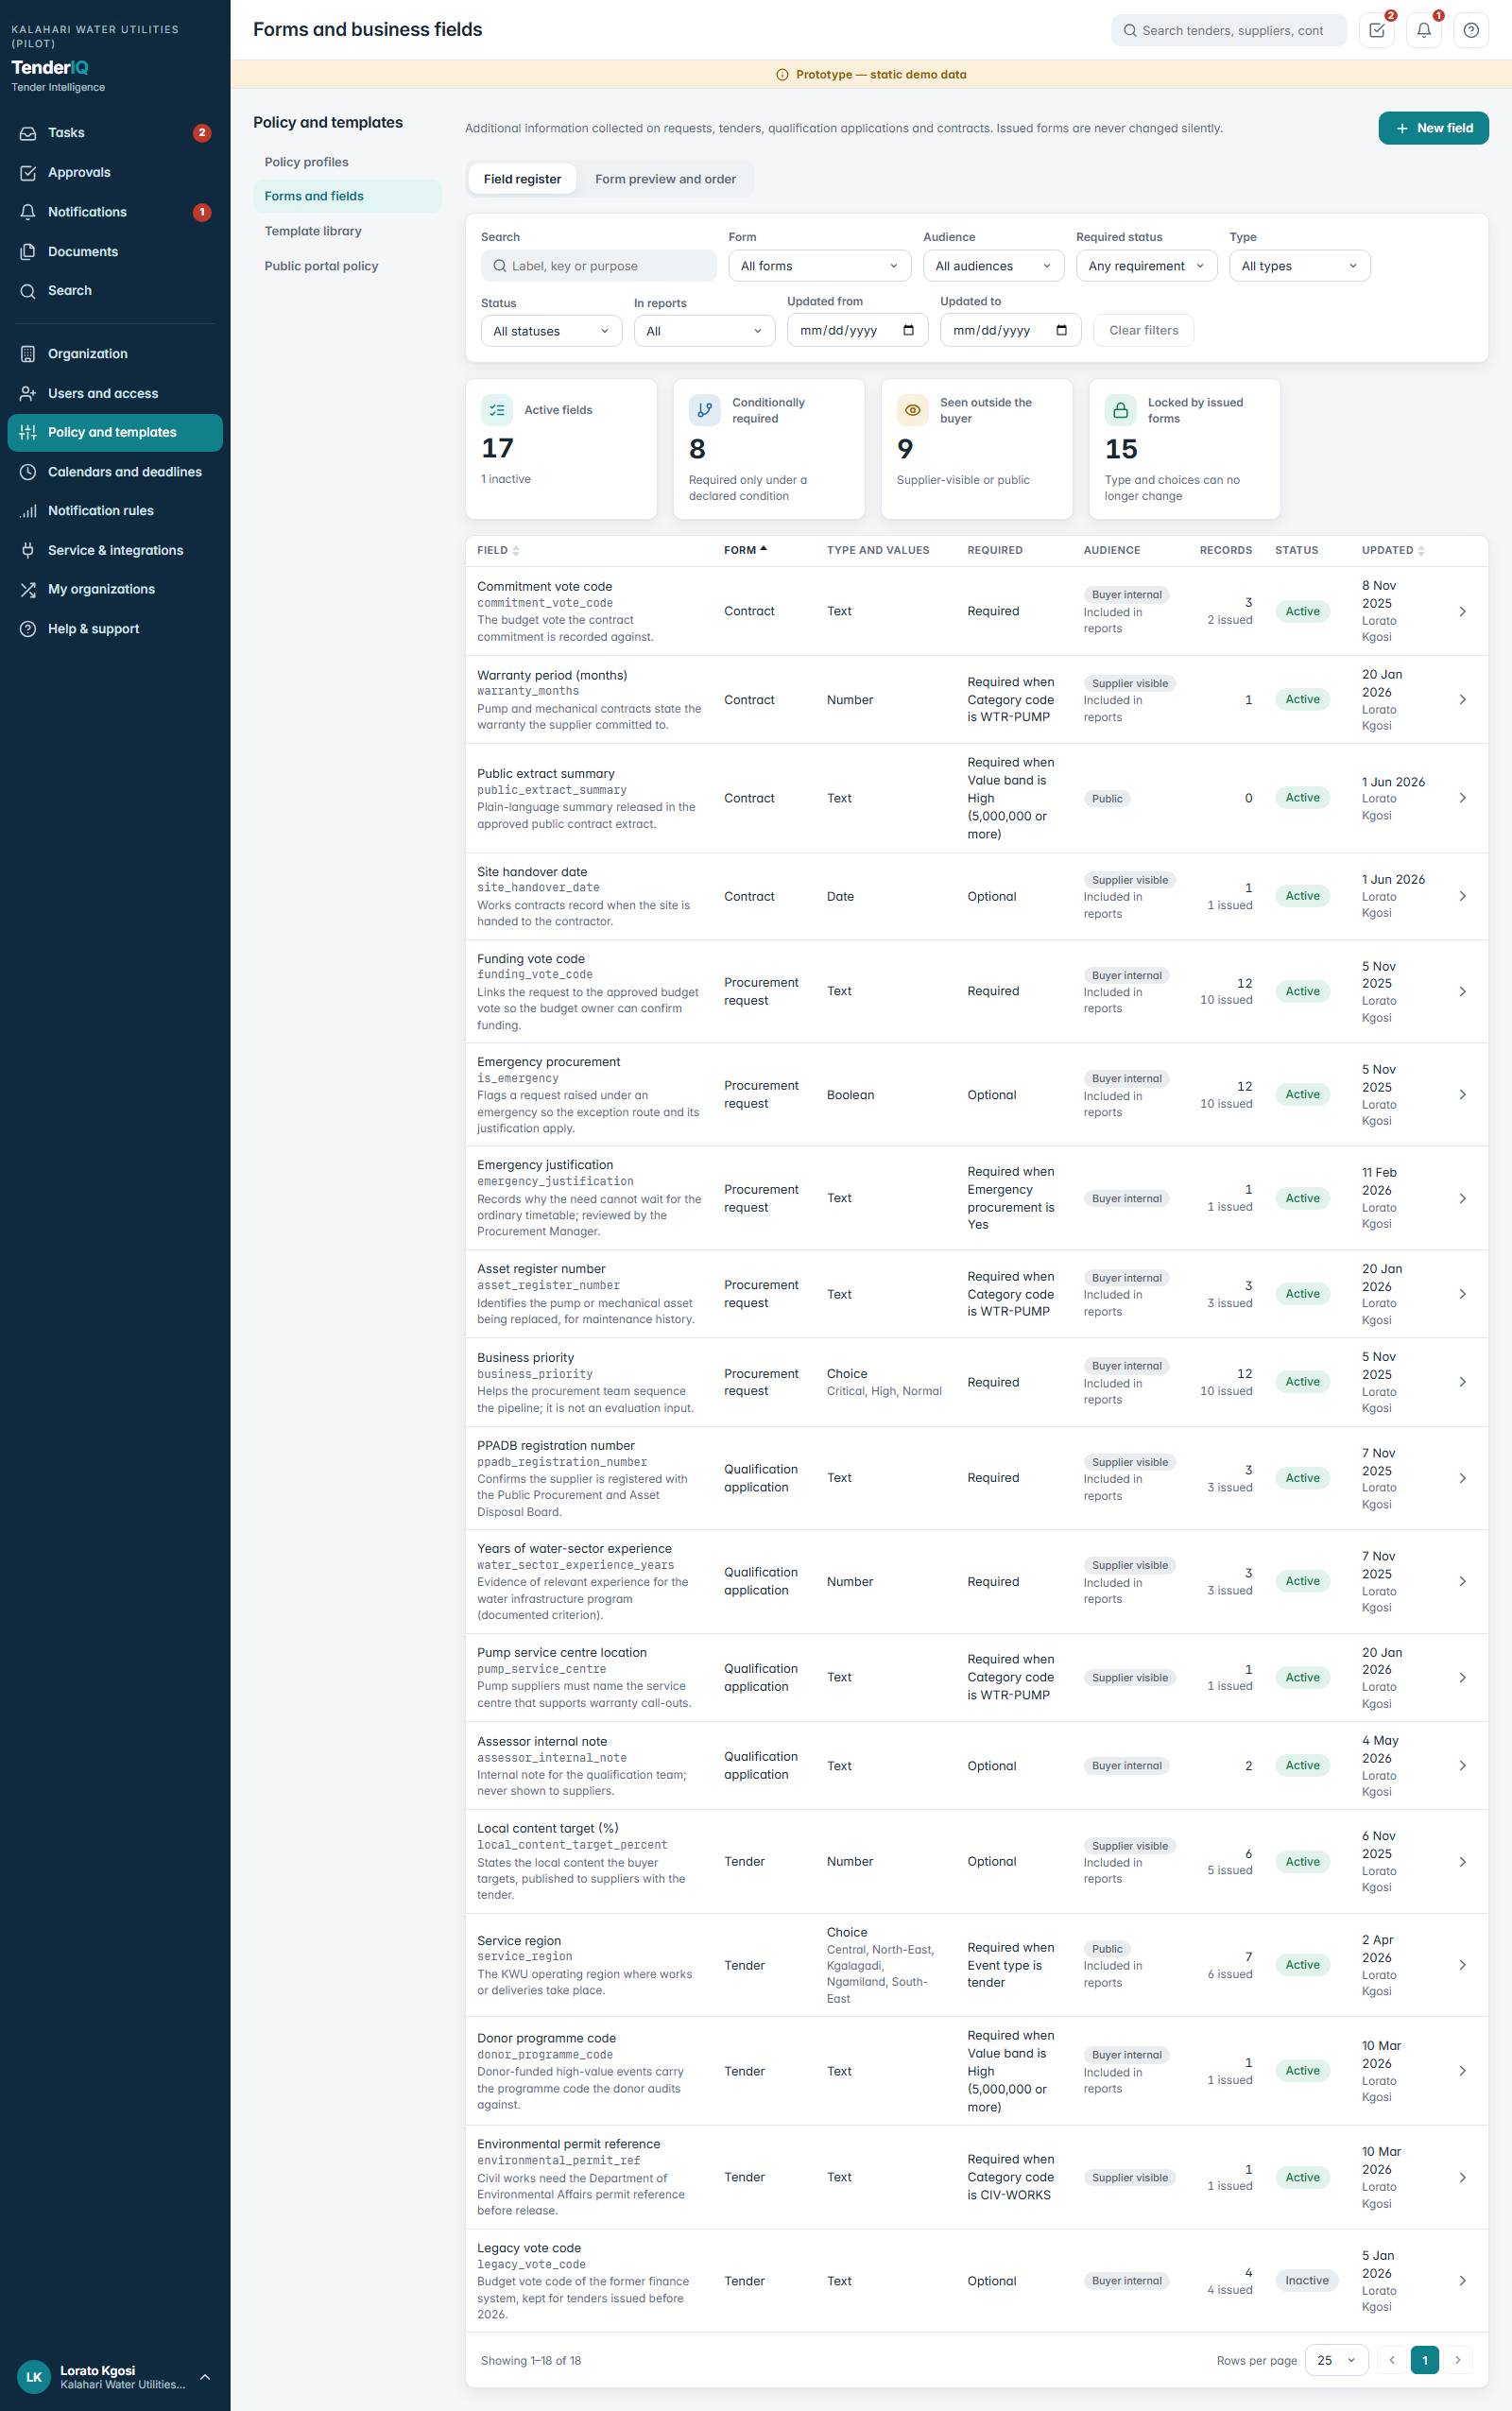 KALAHARI WATER UTILITIES
(PILOT)
TenderIQ
Tender Intelligence
Tasks
2
Approvals
Notifications
1
Documents
Search
Organization
Users and access
Policy and templates
Calendars and deadlines
Notification rules
Service & integrations
My organizations
Help & support
LK
Lorato Kgosi
Kalahari Water Utilities...
Forms and business fields
Search tenders, suppliers, cont
2
1
Prototype — static demo data
Policy and templates
Policy profiles
Forms and fields
Template library
Public portal policy
Additional information collected on requests, tenders, qualification applications and contracts. Issued forms are never changed silently.
New field
Field register
Form preview and order
Search
Form
Audience
Required status
Type
Label, key or purpose
All forms
All audiences
Any requirement
All types
Status
In reports
Updated from
Updated to
All statuses
All
mm/dd/yyyy
mm/dd/yyyy
Clear filters
Active fields
17
1 inactive
Conditionally
required
8
Required only under a
declared condition
Seen outside the
buyer
9
Supplier-visible or public
Locked by issued
forms
15
Type and choices can no
longer change
FIELD FORM TYPE AND VALUES REQUIRED AUDIENCE RECORDS STATUS UPDATED
Commitment vote code
commitment_vote_code
The budget vote the contract
commitment is recorded against.
Contract
Text
Required
Buyer internal
Included in
reports
3
2 issued
Active
8 Nov
2025
Lorato
Kgosi
Warranty period (months)
warranty_months
Pump and mechanical contracts state the
warranty the supplier committed to.
Contract
Number
Required when
Category code
is WTR-PUMP
Supplier visible
Included in
reports
1
Active
20 Jan
2026
Lorato
Kgosi
Public extract summary
public_extract_summary
Plain-language summary released in the
approved public contract extract.
Contract
Text
Required when
Value band is
High
(5,000,000 or
more)
Public
0
Active
1 Jun 2026
Lorato
Kgosi
Site handover date
site_handover_date
Works contracts record when the site is
handed to the contractor.
Contract
Date
Optional
Supplier visible
Included in
reports
1
1 issued
Active
1 Jun 2026
Lorato
Kgosi
Funding vote code
funding_vote_code
Links the request to the approved budget
vote so the budget owner can confirm
funding.
Procurement
request
Text
Required
Buyer internal
Included in
reports
12
10 issued
Active
5 Nov
2025
Lorato
Kgosi
Emergency procurement
is_emergency
Flags a request raised under an
emergency so the exception route and its
justification apply.
Procurement
request
Boolean
Optional
Buyer internal
Included in
reports
12
10 issued
Active
5 Nov
2025
Lorato
Kgosi
Emergency justification
emergency_justification
Records why the need cannot wait for the
ordinary timetable; reviewed by the
Procurement Manager.
Procurement
request
Text
Required when
Emergency
procurement is
Yes
Buyer internal
1
1 issued
Active
11 Feb
2026
Lorato
Kgosi
Asset register number
asset_register_number
Identifies the pump or mechanical asset
being replaced, for maintenance history.
Procurement
request
Text
Required when
Category code
is WTR-PUMP
Buyer internal
Included in
reports
3
3 issued
Active
20 Jan
2026
Lorato
Kgosi
Business priority
business_priority
Helps the procurement team sequence
the pipeline; it is not an evaluation input.
Procurement
request
Choice
Critical, High, Normal
Required
Buyer internal
Included in
reports
12
10 issued
Active
5 Nov
2025
Lorato
Kgosi
PPADB registration number
ppadb_registration_number
Confirms the supplier is registered with
the Public Procurement and Asset
Disposal Board.
Qualification
application
Text
Required
Supplier visible
Included in
reports
3
3 issued
Active
7 Nov
2025
Lorato
Kgosi
Years of water-sector experience
water_sector_experience_years
Evidence of relevant experience for the
water infrastructure program
(documented criterion).
Qualification
application
Number
Required
Supplier visible
Included in
reports
3
3 issued
Active
7 Nov
2025
Lorato
Kgosi
Pump service centre location
pump_service_centre
Pump suppliers must name the service
centre that supports warranty call-outs.
Qualification
application
Text
Required when
Category code
is WTR-PUMP
Supplier visible
1
1 issued
Active
20 Jan
2026
Lorato
Kgosi
Assessor internal note
assessor_internal_note
Internal note for the qualification team;
never shown to suppliers.
Qualification
application
Text
Optional
Buyer internal
2
Active
4 May
2026
Lorato
Kgosi
Local content target (%)
local_content_target_percent
States the local content the buyer
targets, published to suppliers with the
tender.
Tender
Number
Optional
Supplier visible
Included in
reports
6
5 issued
Active
6 Nov
2025
Lorato
Kgosi
Service region
service_region
The KWU operating region where works
or deliveries take place.
Tender
Choice
Central, North-East,
Kgalagadi,
Ngamiland, South-
East
Required when
Event type is
tender
Public
Included in
reports
7
6 issued
Active
2 Apr
2026
Lorato
Kgosi
Donor programme code
donor_programme_code
Donor-funded high-value events carry
the programme code the donor audits
against.
Tender
Text
Required when
Value band is
High
(5,000,000 or
more)
Buyer internal
Included in
reports
1
1 issued
Active
10 Mar
2026
Lorato
Kgosi
Environmental permit reference
environmental_permit_ref
Civil works need the Department of
Environmental Affairs permit reference
before release.
Tender
Text
Required when
Category code
is CIV-WORKS
Supplier visible
1
1 issued
Active
10 Mar
2026
Lorato
Kgosi
Legacy vote code
legacy_vote_code
Budget vote code of the former finance
system, kept for tenders issued before
2026.
Tender
Text
Optional
Buyer internal
4
4 issued
Inactive
5 Jan
2026
Lorato
Kgosi
Showing 1–18 of 18
Rows per page
25
1